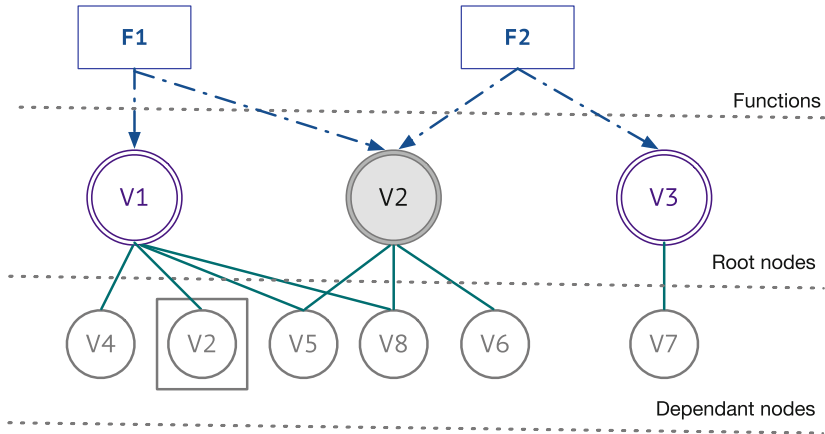 F1
F2
Functions
V1
V2
V3
Root nodes
V4
V2
V5
V8
V6
V7
Dependant nodes